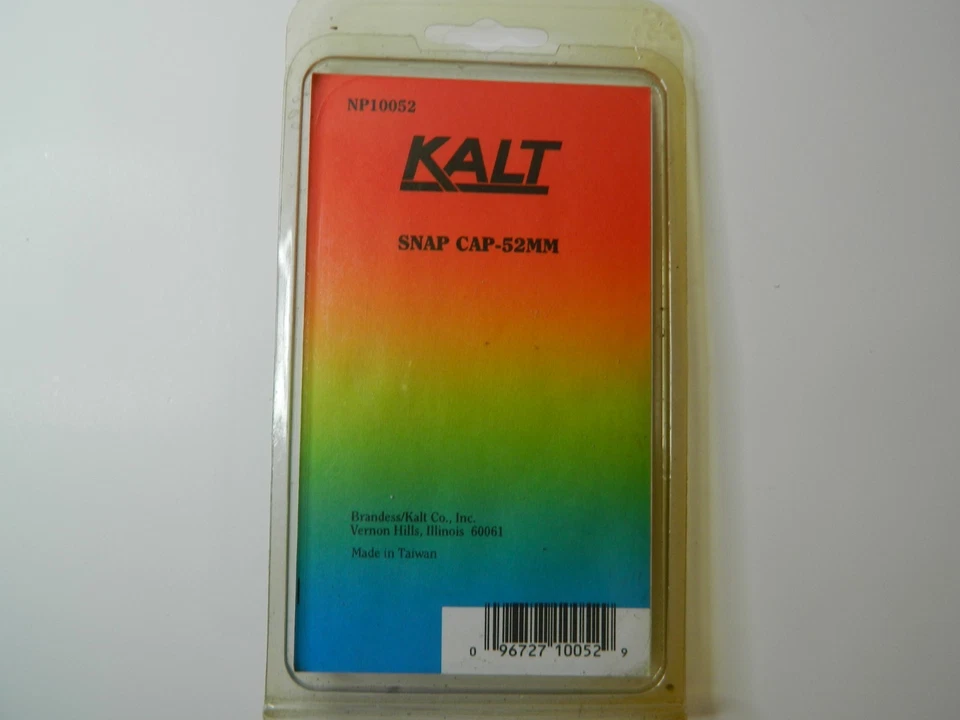 NP10052
KALT
SNAP CAP-52MM
Brandess/Kalt Co., Inc.
Vernon Hills, Illinois 60061
Made in Taiwan
0 96727 10052 9